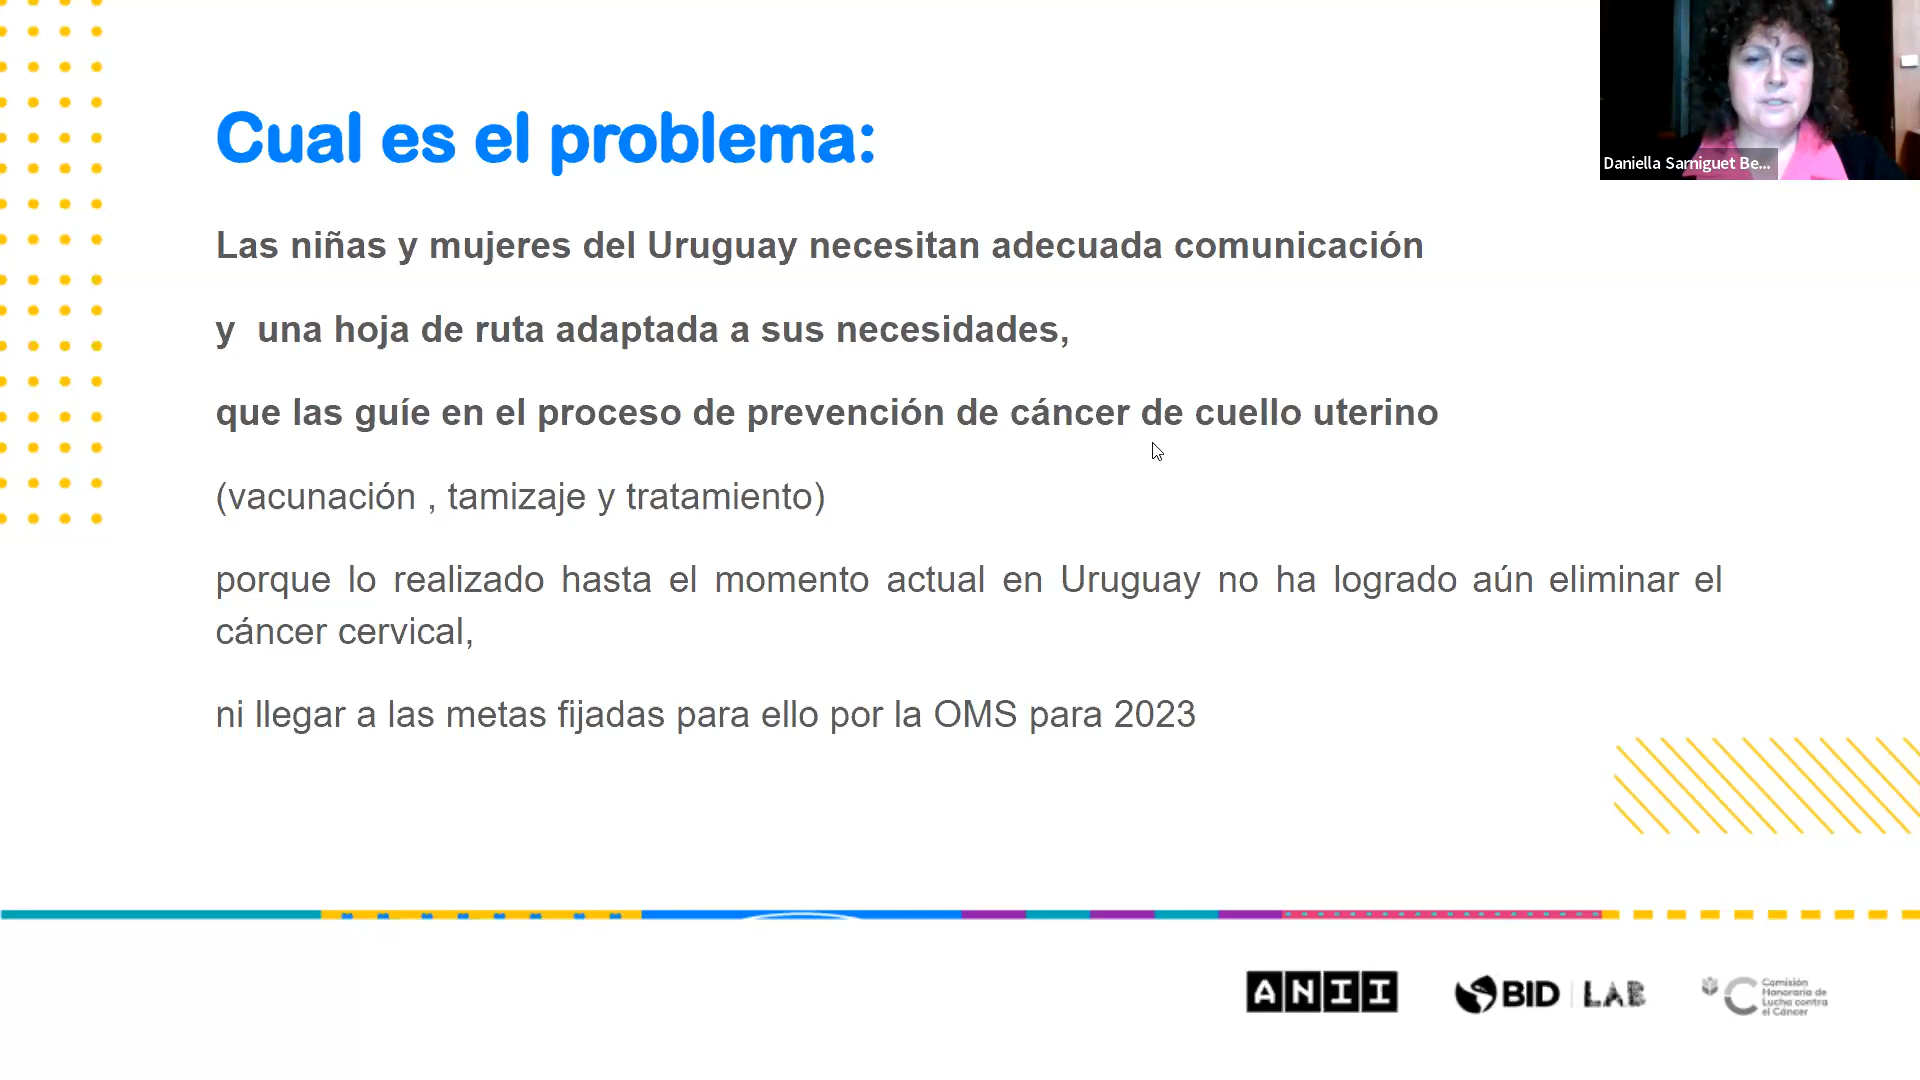 Cual es el problema:
Daniella Sarniguet Be...
Las niñas y mujeres del Uruguay necesitan adecuada comunicación
y una hoja de ruta adaptada a sus necesidades,
que las guíe en el proceso de prevención de cáncer de cuello uterino
(vacunación , tamizaje y tratamiento)
porque lo realizado hasta el momento actual en Uruguay no ha logrado aún eliminar el
cáncer cervical,
ni llegar a las metas fijadas para ello por la OMS para 2023
ANII
BID | LAB
Comisión
Honoraria de
Lucha contra
el Cáncer